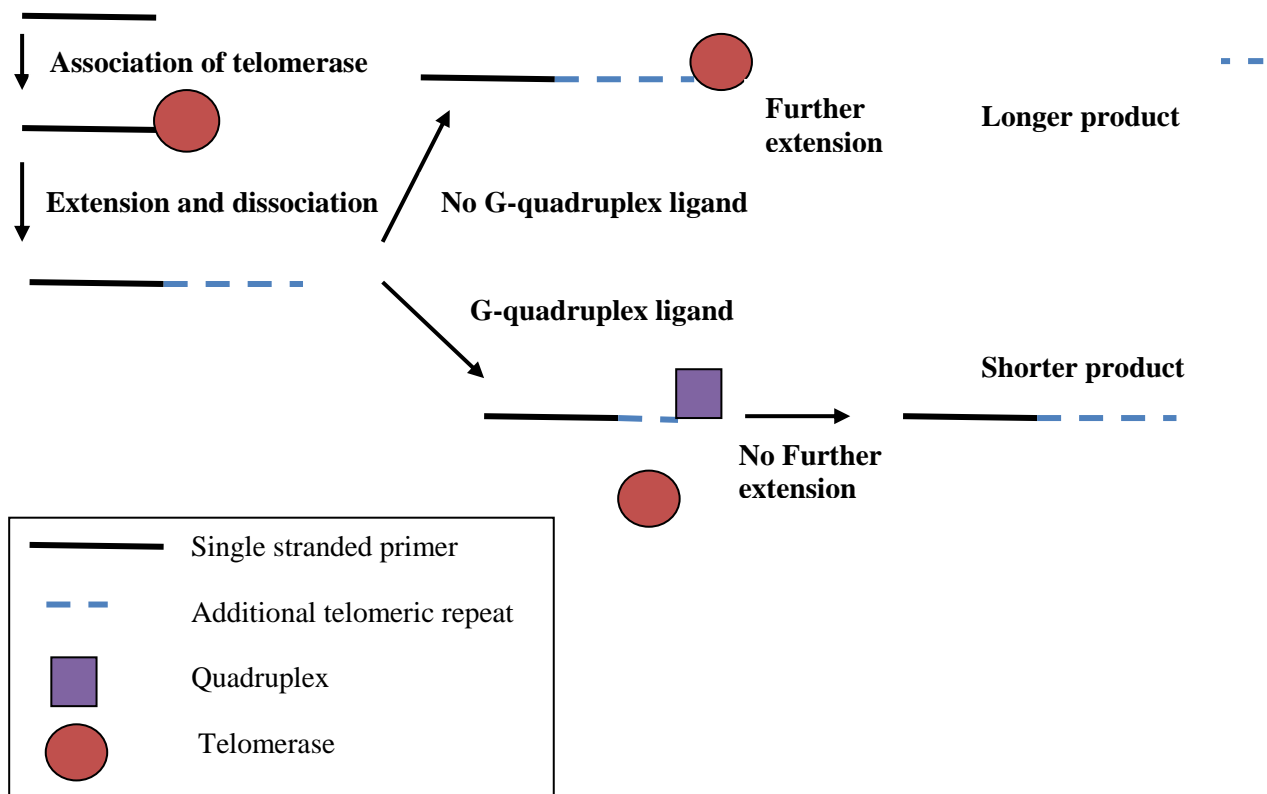 Association of telomerase
Further
extension
Longer product
Extension and dissociation
No G-quadruplex ligand
G-quadruplex ligand
Shorter product
No Further
extension
Single stranded primer
Additional telomeric repeat
Quadruplex
Telomerase